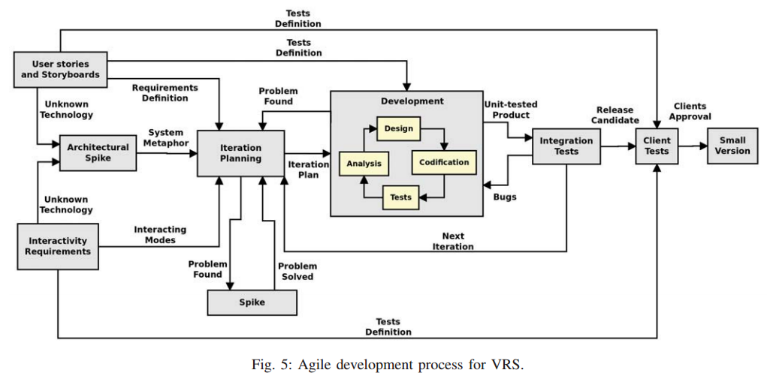 Tests
Definition
Tests
Definition
User stories
and Storyboards
Requirements
Definition
Problem
Found
Development
Unit-tested
Product
Release
Candidate
Clients
Approval
Unknown
Technology
System
Metaphor
Design
Architectural
Spike
Iteration
Planning
Iteration
Plan
Analysis
Codification
Tests
Integration
Tests
Client
Tests
Small
Version
Bugs
Unknown
Technology
Interactivity
Requirements
Interacting
Modes
Next
Iteration
Problem
Found
Problem
Solved
Spike
Tests
Definition
Fig. 5: Agile development process for VRS.